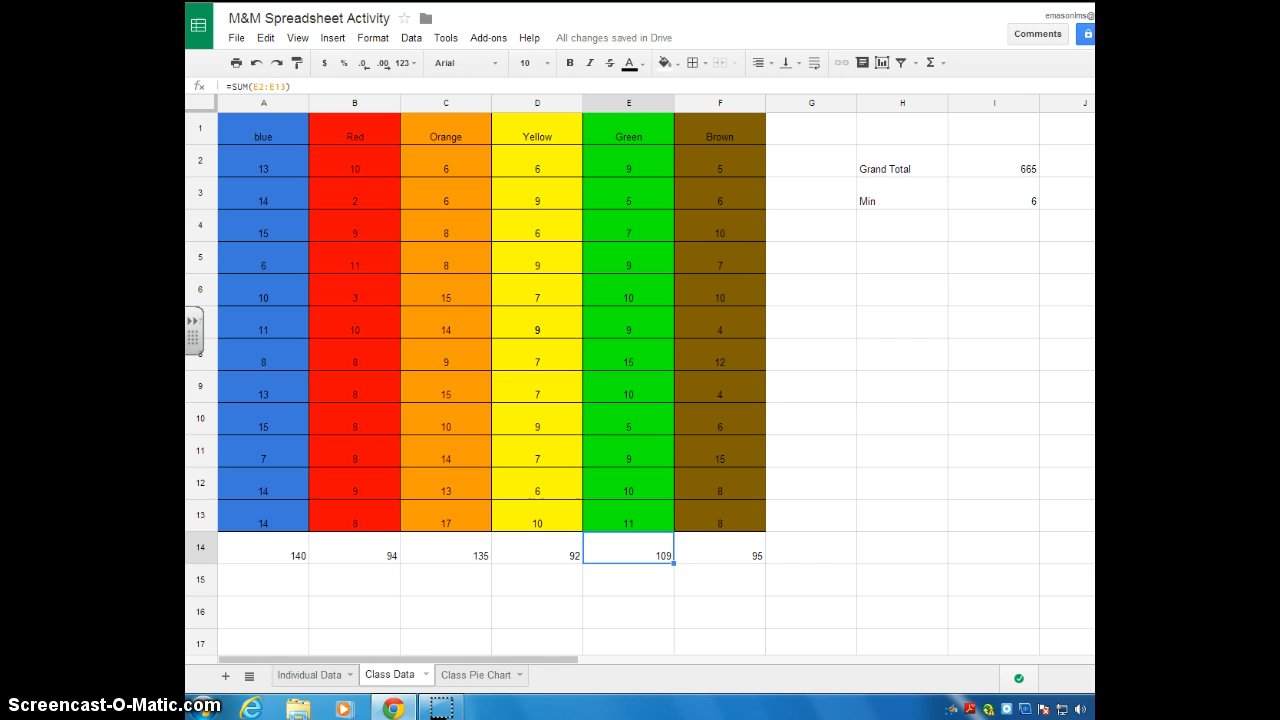 M&M Spreadsheet Activity
emasonlms@
File Edit View Insert Format Data Tools Add-ons Help All changes saved in Drive
Comments
$ % .0 .00 123 Arial 10 B I S A Σ
fx =SUM(E2:E13)
A B C D E F G H I J
1 blue Red Orange Yellow Green Brown
2 13 10 6 6 9 5 Grand Total 665
3 14 2 6 9 5 6 Min 6
4 15 9 8 6 7 10
5 6 11 8 9 9 7
6 10 3 15 7 10 10
11 10 14 9 9 4
8 8 8 9 7 15 12
9 13 8 15 7 10 4
10 15 8 10 9 5 6
11 7 8 14 7 9 15
12 14 9 13 6 10 8
13 14 8 17 10 11 8
14 140 94 135 92 109 95
15
16
17
+ Individual Data Class Data Class Pie Chart
Screencast-O-Matic.com